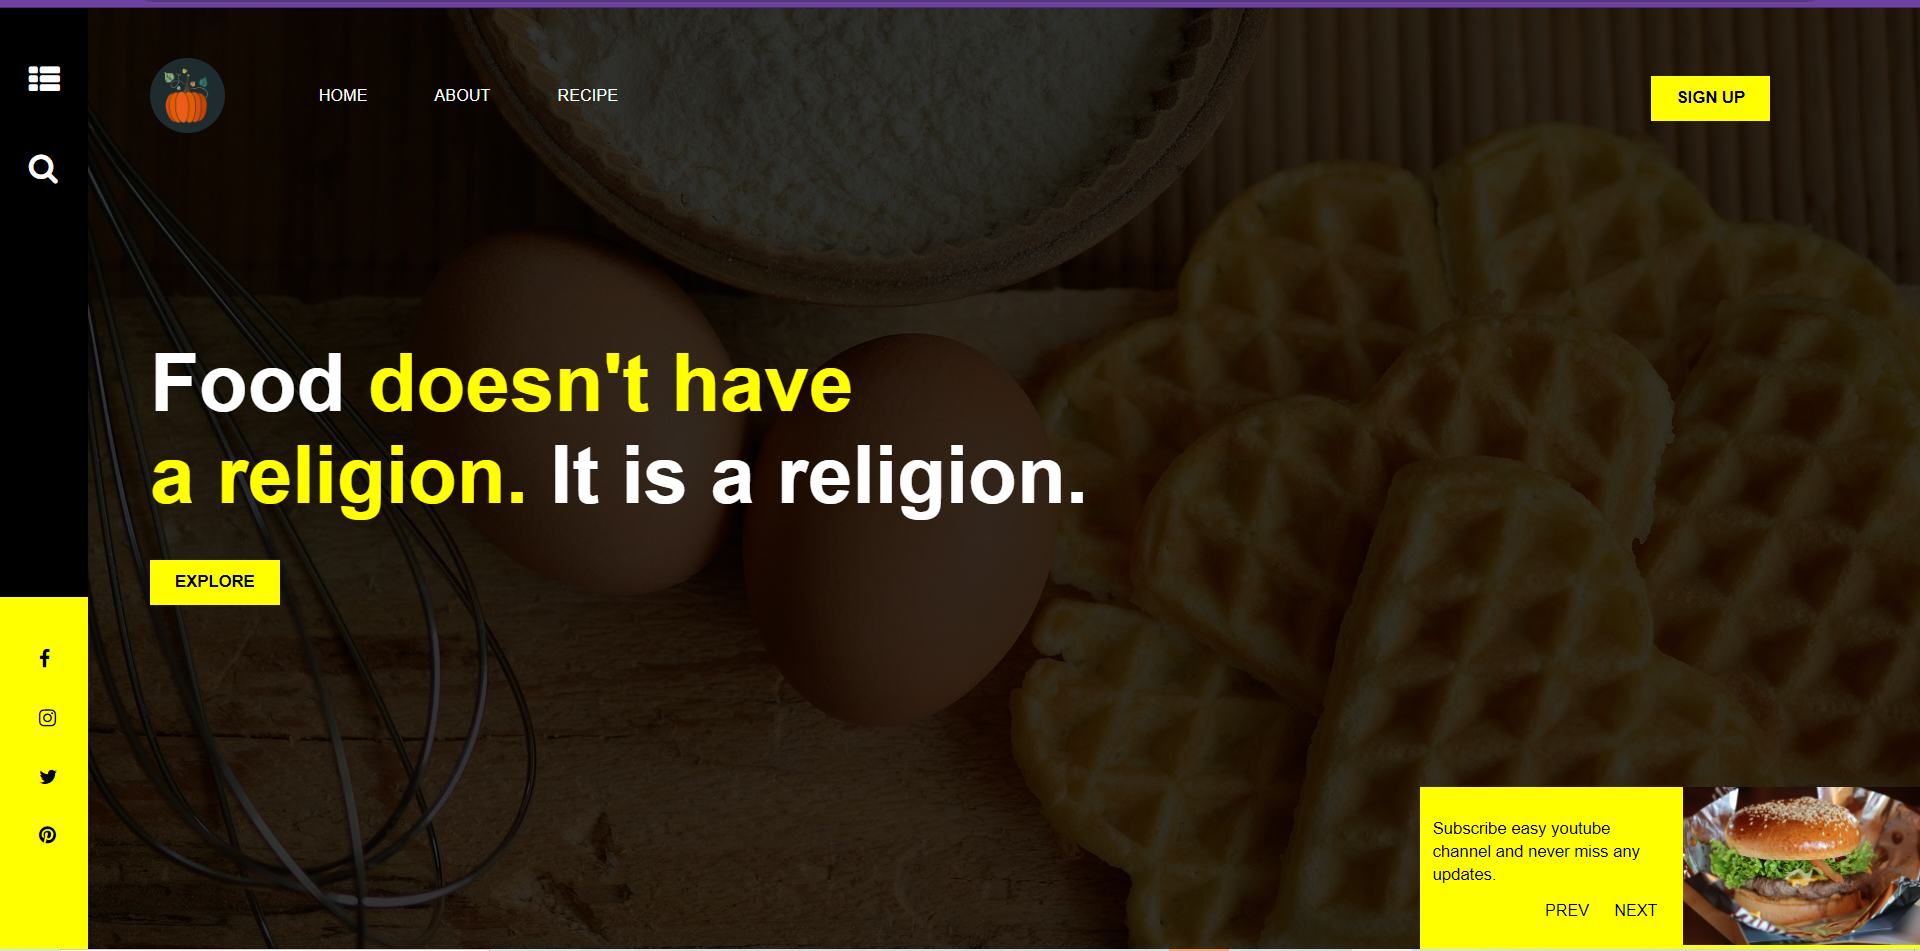 HOME ABOUT RECIPE SIGN UP
Food doesn't have
a religion. It is a religion.
EXPLORE
Subscribe easy youtube
channel and never miss any
updates.
PREV NEXT